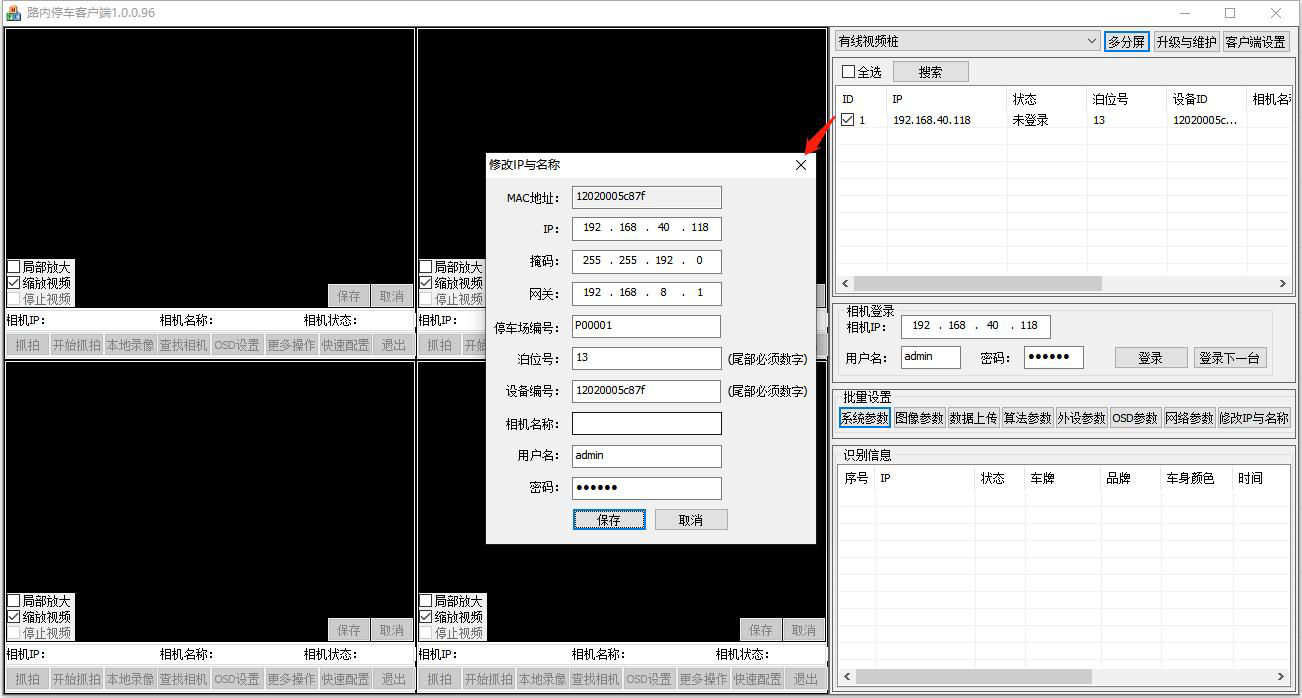 路内停车客户端1.0.0.96
有线视频桩 多分屏 升级与维护 客户端设置
全选 搜索
ID IP 状态 泊位号 设备ID 相机名
1 192.168.40.118 未登录 13 12020005c...
修改IP与名称
MAC地址： 12020005c87f
IP： 192 . 168 . 40 . 118
掩码： 255 . 255 . 192 . 0
网关： 192 . 168 . 8 . 1
停车场编号： P00001
泊位号： 13 (尾部必须数字)
设备编号： 12020005c87f (尾部必须数字)
相机名称：
用户名： admin
密码： ●●●●●●
保存 取消
局部放大
缩放视频
停止视频
保存 取消
相机IP： 相机名称： 相机状态：
抓拍 开始抓拍 本地录像 查找相机 OSD设置 更多操作 快速配置 退出
局部放大
缩放视频
停止视频
相机IP：
抓拍 开始
局部放大
缩放视频
停止视频
保存 取消
相机IP： 相机名称： 相机状态：
抓拍 开始抓拍 本地录像 查找相机 OSD设置 更多操作 快速配置 退出
局部放大
缩放视频
停止视频
保存 取消
相机IP： 相机名称： 相机状态：
抓拍 开始抓拍 本地录像 查找相机 OSD设置 更多操作 快速配置 退出
相机登录
相机IP： 192 . 168 . 40 . 118
用户名： admin 密码： ●●●●●● 登录 登录下一台
批量设置
系统参数 图像参数 数据上传 算法参数 外设参数 OSD参数 网络参数 修改IP与名称
识别信息
序号 IP 状态 车牌 品牌 车身颜色 时间